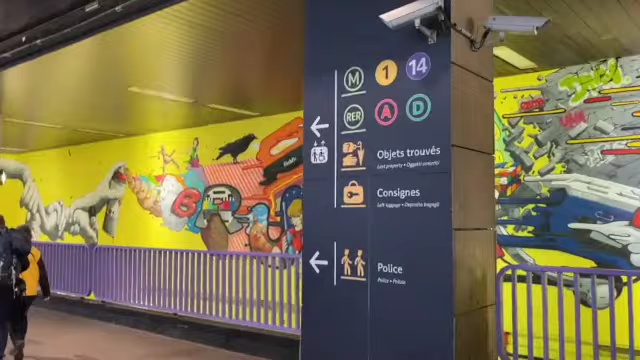 M 1 14
RER A D
Objets trouvés
Lost property • Oggetti smarriti
Consignes
Left luggage • Deposito bagagli
Police
Police • Polizia